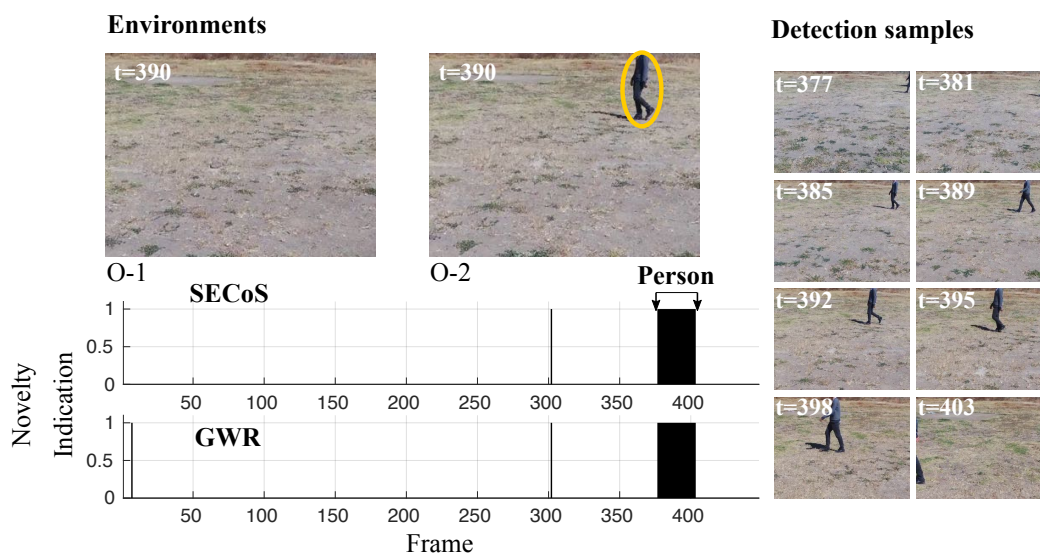 Environments
Detection samples
t=390
t=390
O-1
O-2
t=377
t=381
t=385
t=389
t=392
t=395
t=398
t=403
SECoS
Person
1
0.5
0
50 100 150 200 250 300 350 400
GWR
1
0.5
0
50 100 150 200 250 300 350 400
Novelty
Indication
Frame